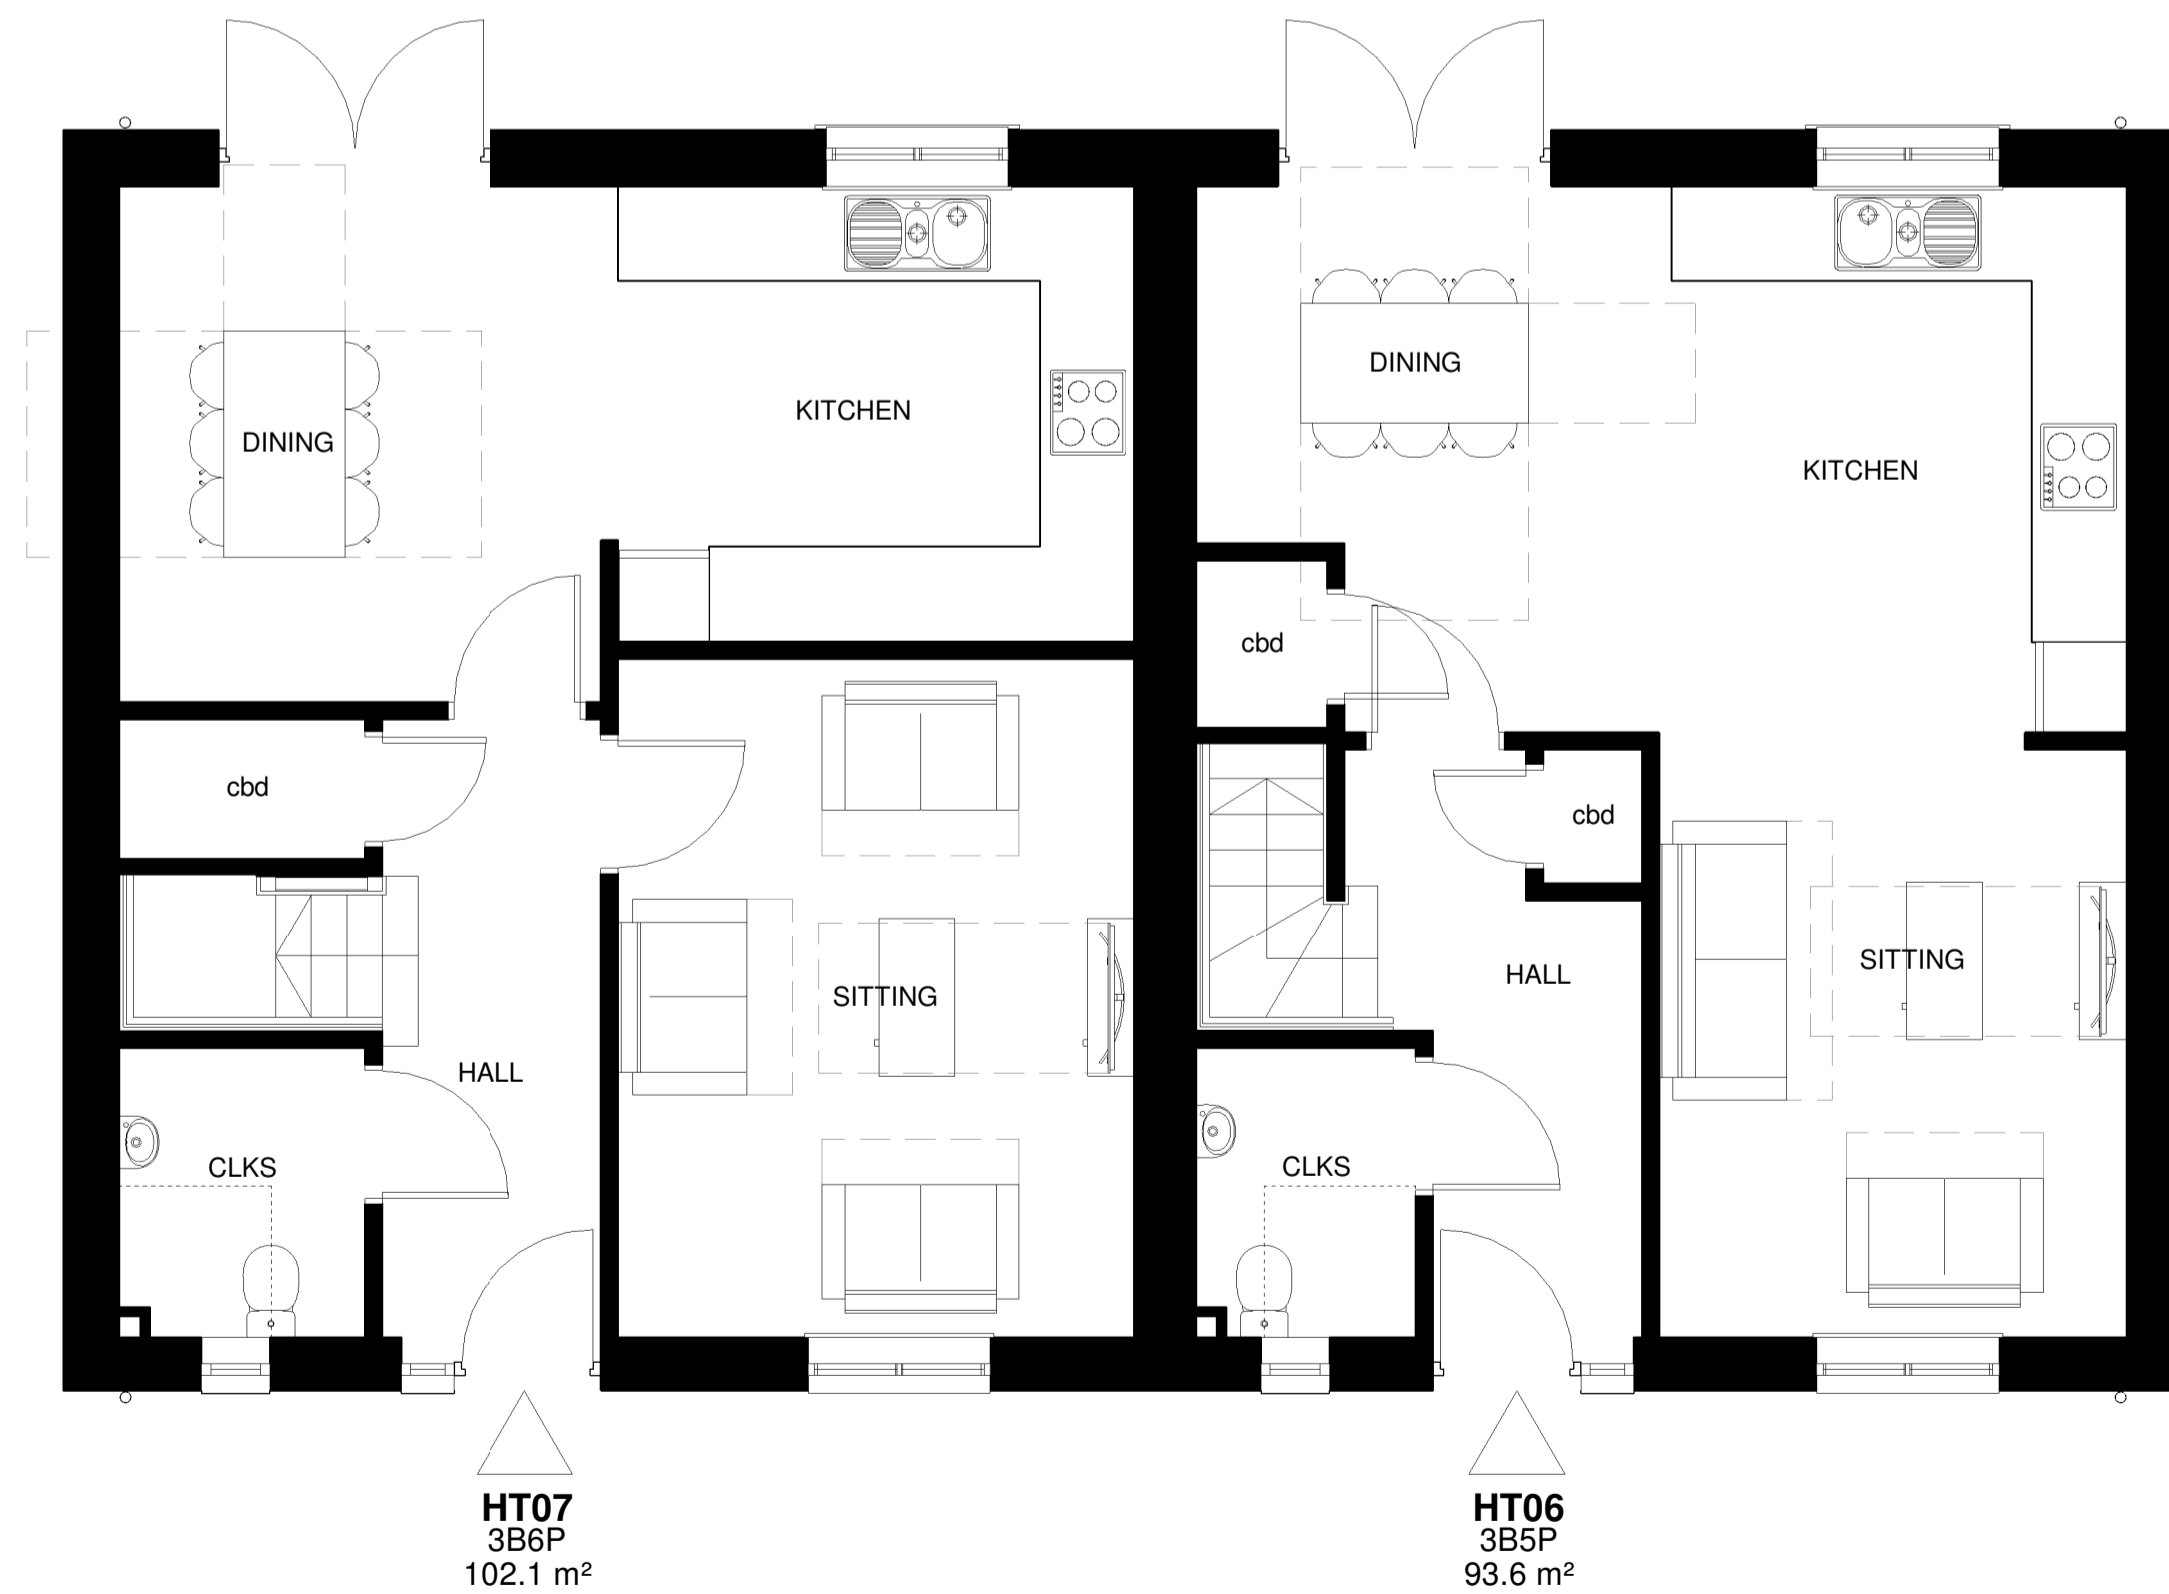 DINING
KITCHEN
DINING
KITCHEN
cbd
cbd
cbd
SITTING
HALL
SITTING
HALL
CLKS
CLKS
HT07
3B6P
102.1 m²
HT06
3B5P
93.6 m²